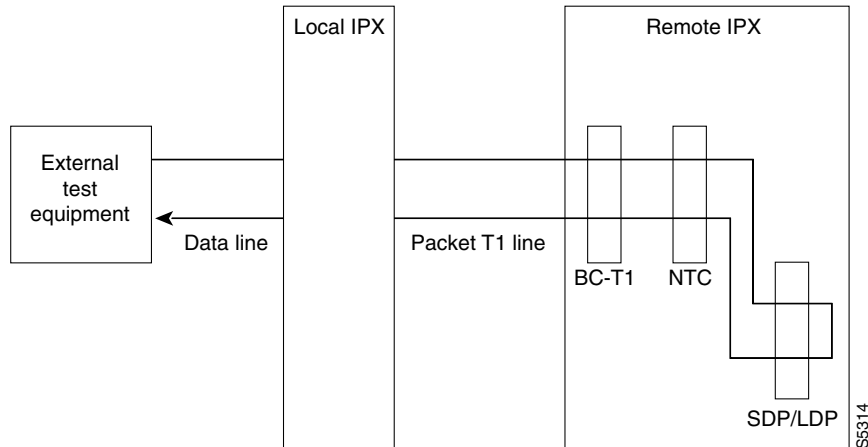 Local IPX
Remote IPX
External
test
equipment
Data line
Packet T1 line
BC-T1
NTC
SDP/LDP
S5314